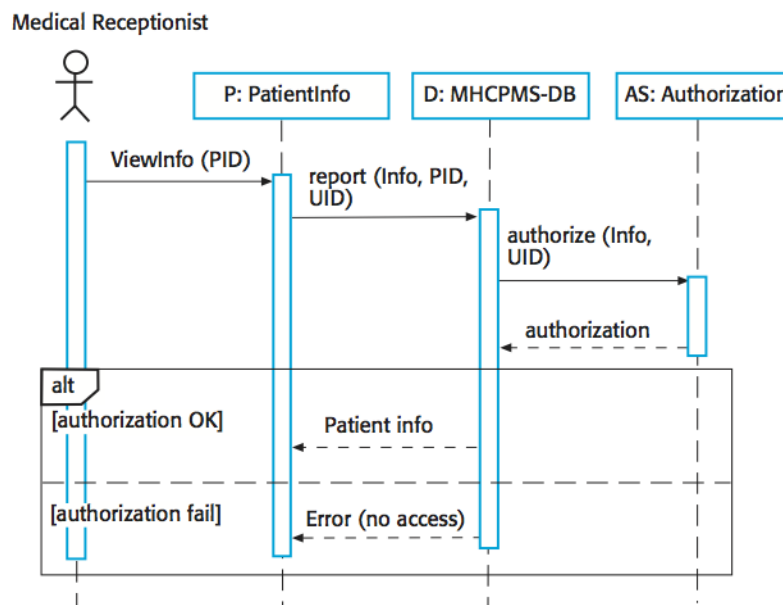 Medical Receptionist
P: PatientInfo
D: MHCPMS-DB
AS: Authorization
ViewInfo (PID)
report (Info, PID,
UID)
authorize (Info,
UID)
authorization
alt
[authorization OK]
Patient info
[authorization fail]
Error (no access)